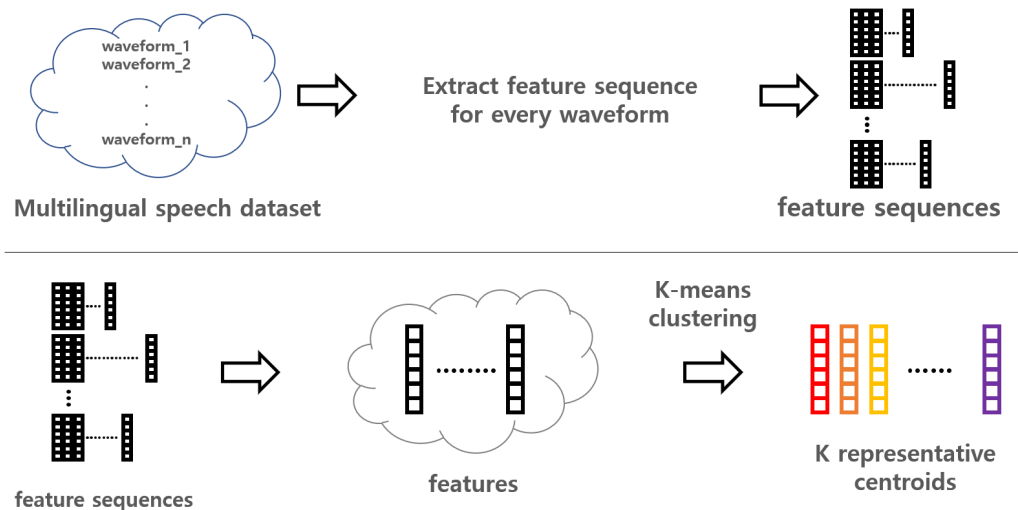 waveform_1
waveform_2
.
.
.
waveform_n
Multilingual speech dataset
Extract feature sequence
for every waveform
feature sequences
feature sequences
features
K-means
clustering
K representative
centroids